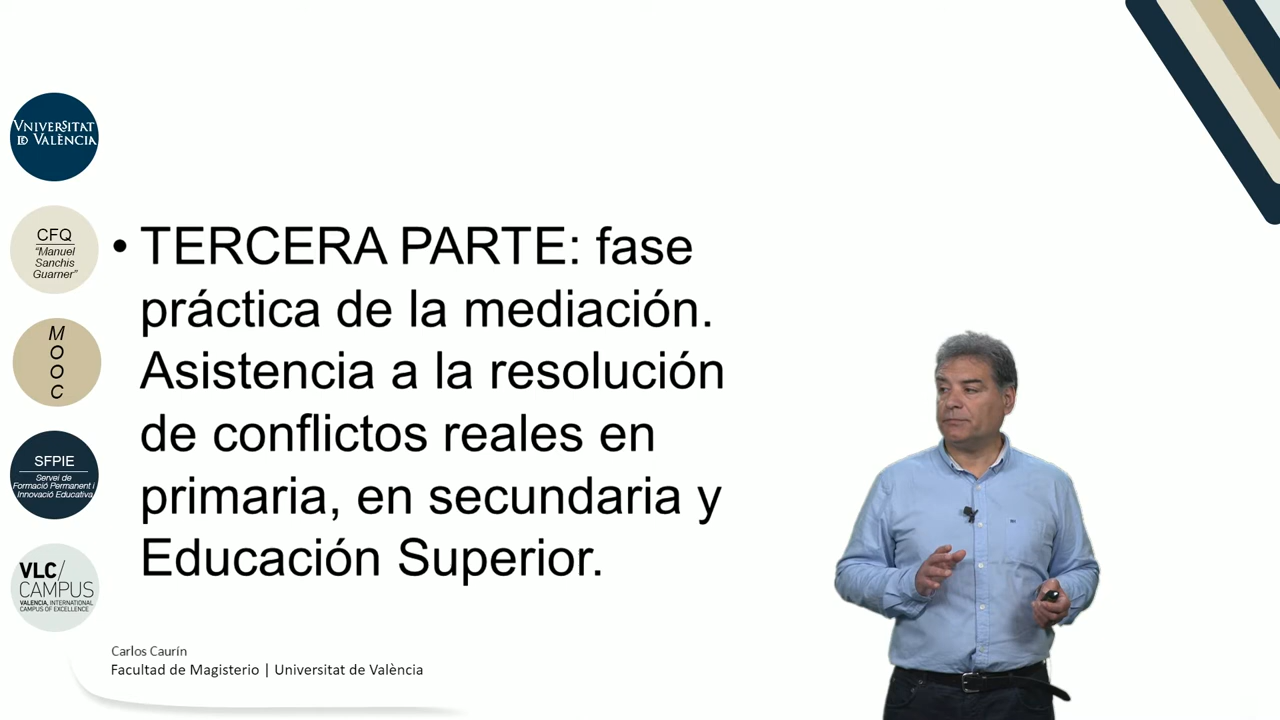 VNIVERSITAT
ID VALÈNCIA
CFQ
"Manuel
Sanchis
Guarner"
M
O
O
C
SFPIE
Servei de
Formació Permanent i
Innovació Educativa
VLC/
CAMPUS
VALENCIA, INTERNATIONAL
CAMPUS OF EXCELLENCE
• TERCERA PARTE: fase
práctica de la mediación.
Asistencia a la resolución
de conflictos reales en
primaria, en secundaria y
Educación Superior.
Carlos Caurín
Facultad de Magisterio | Universitat de València